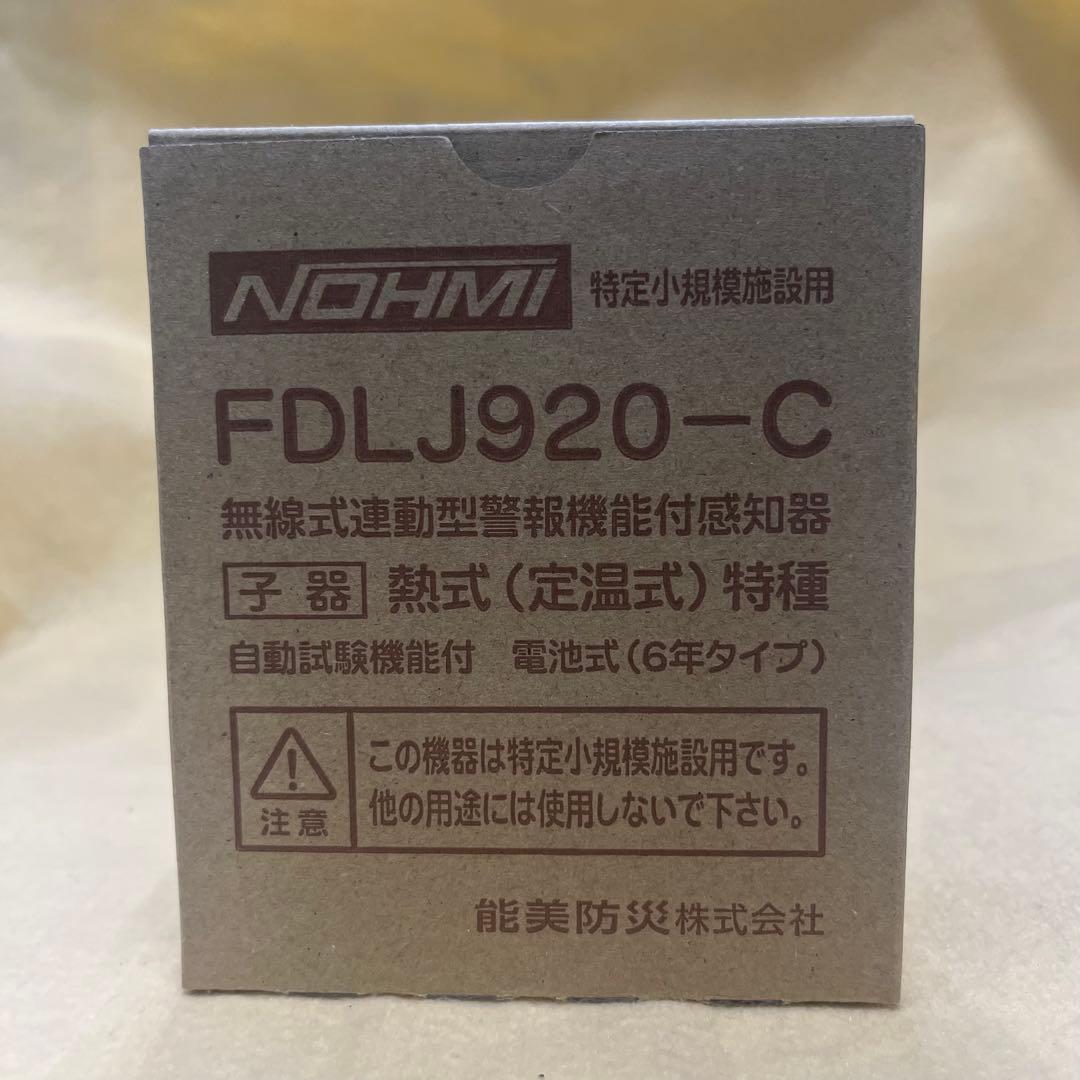 NOHMI 特定小規模施設用
FDLJ920-C
無線式連動型警報機能付感知器
子器 熱式(定温式)特種
自動試験機能付 電池式(6年タイプ)
この機器は特定小規模施設用です。
他の用途には使用しないで下さい。
注意
能美防災株式会社